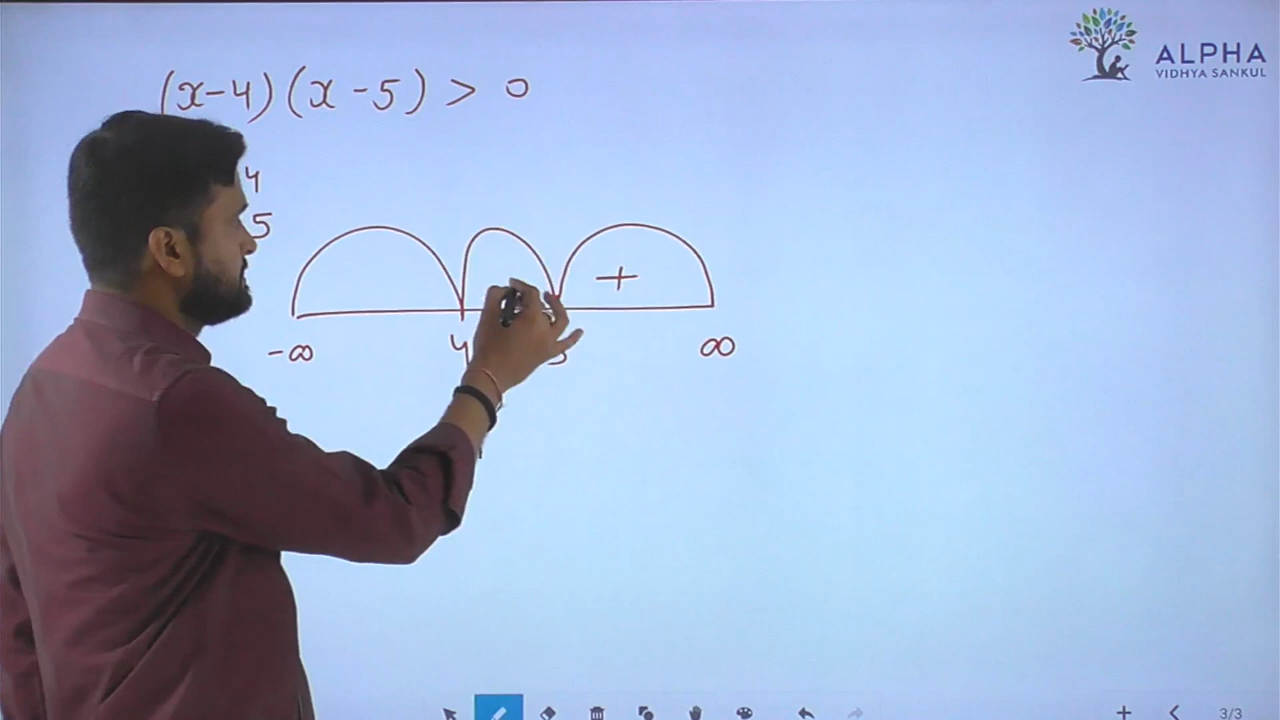 ALPHA
VIDHYA SANKUL
(x-4)(x-5) > 0
4
5
+
-∞ 4 ∞
3/3